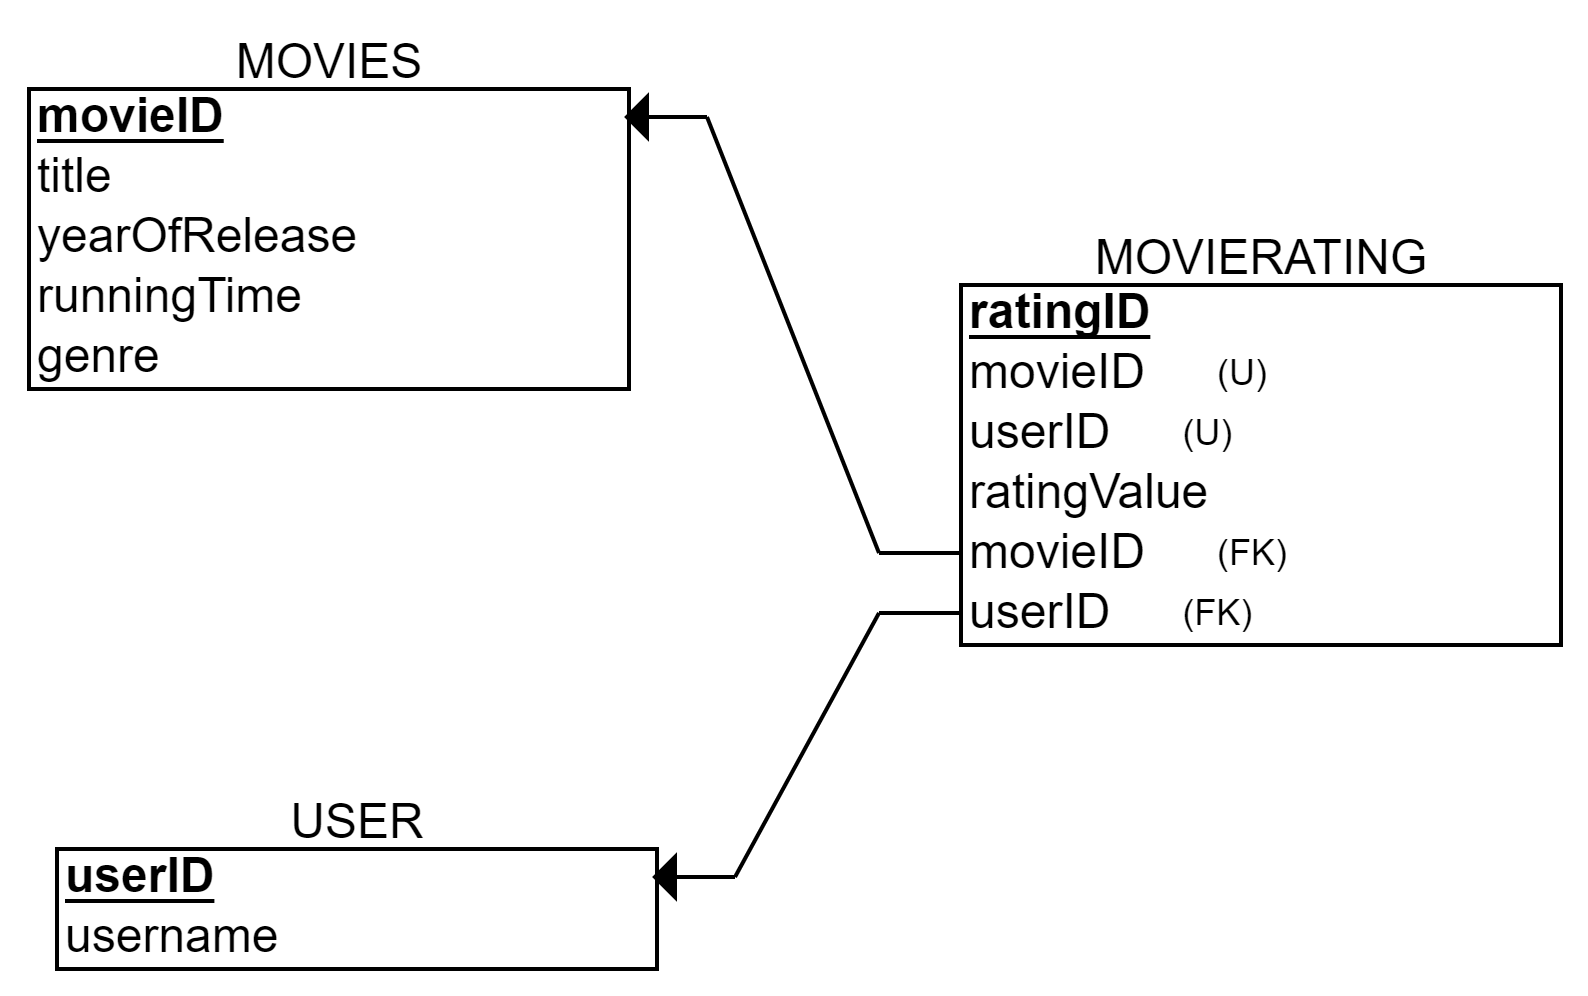 MOVIES
movieID
title
yearOfRelease
runningTime
genre
MOVIERATING
ratingID
movieID (U)
userID (U)
ratingValue
movieID (FK)
userID (FK)
USER
userID
username